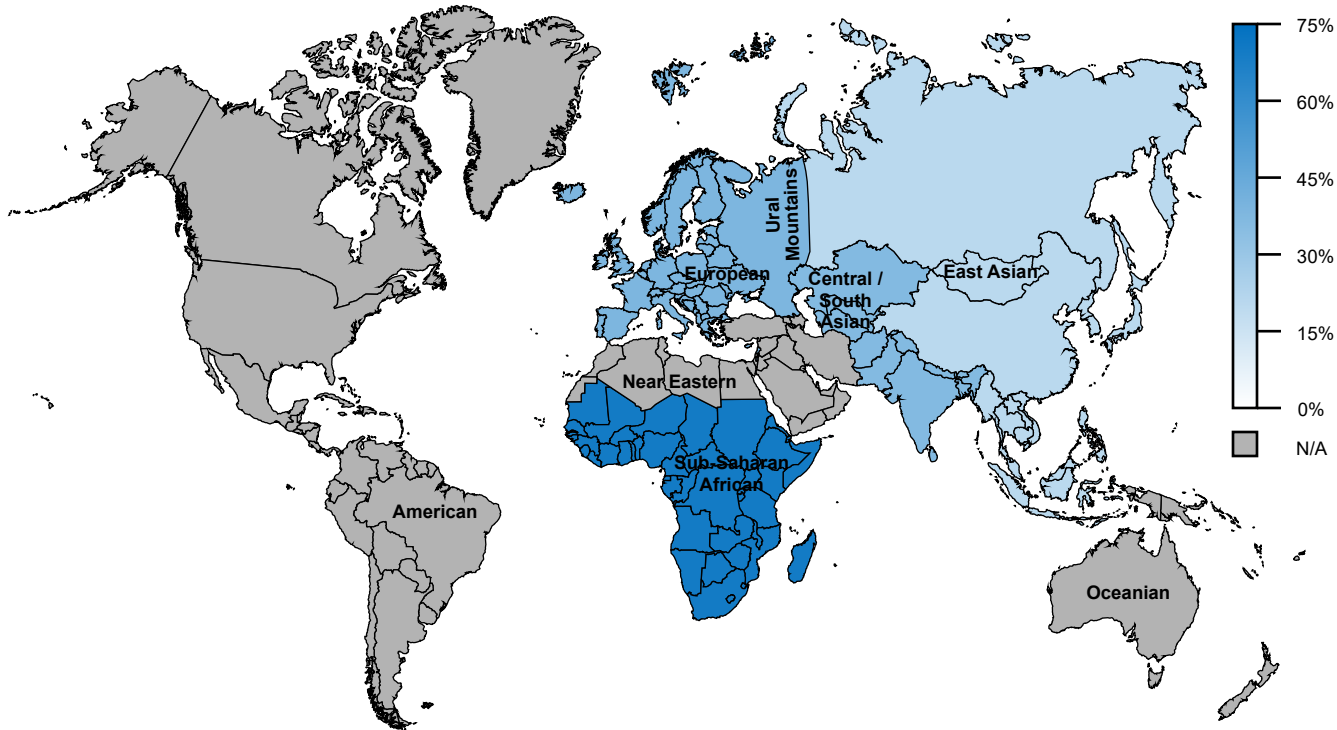 75%
60%
45%
30%
15%
0%
N/A
Ural
Mountains
European
Central /
South
Asian
East Asian
Near Eastern
Sub-Saharan
African
American
Oceanian